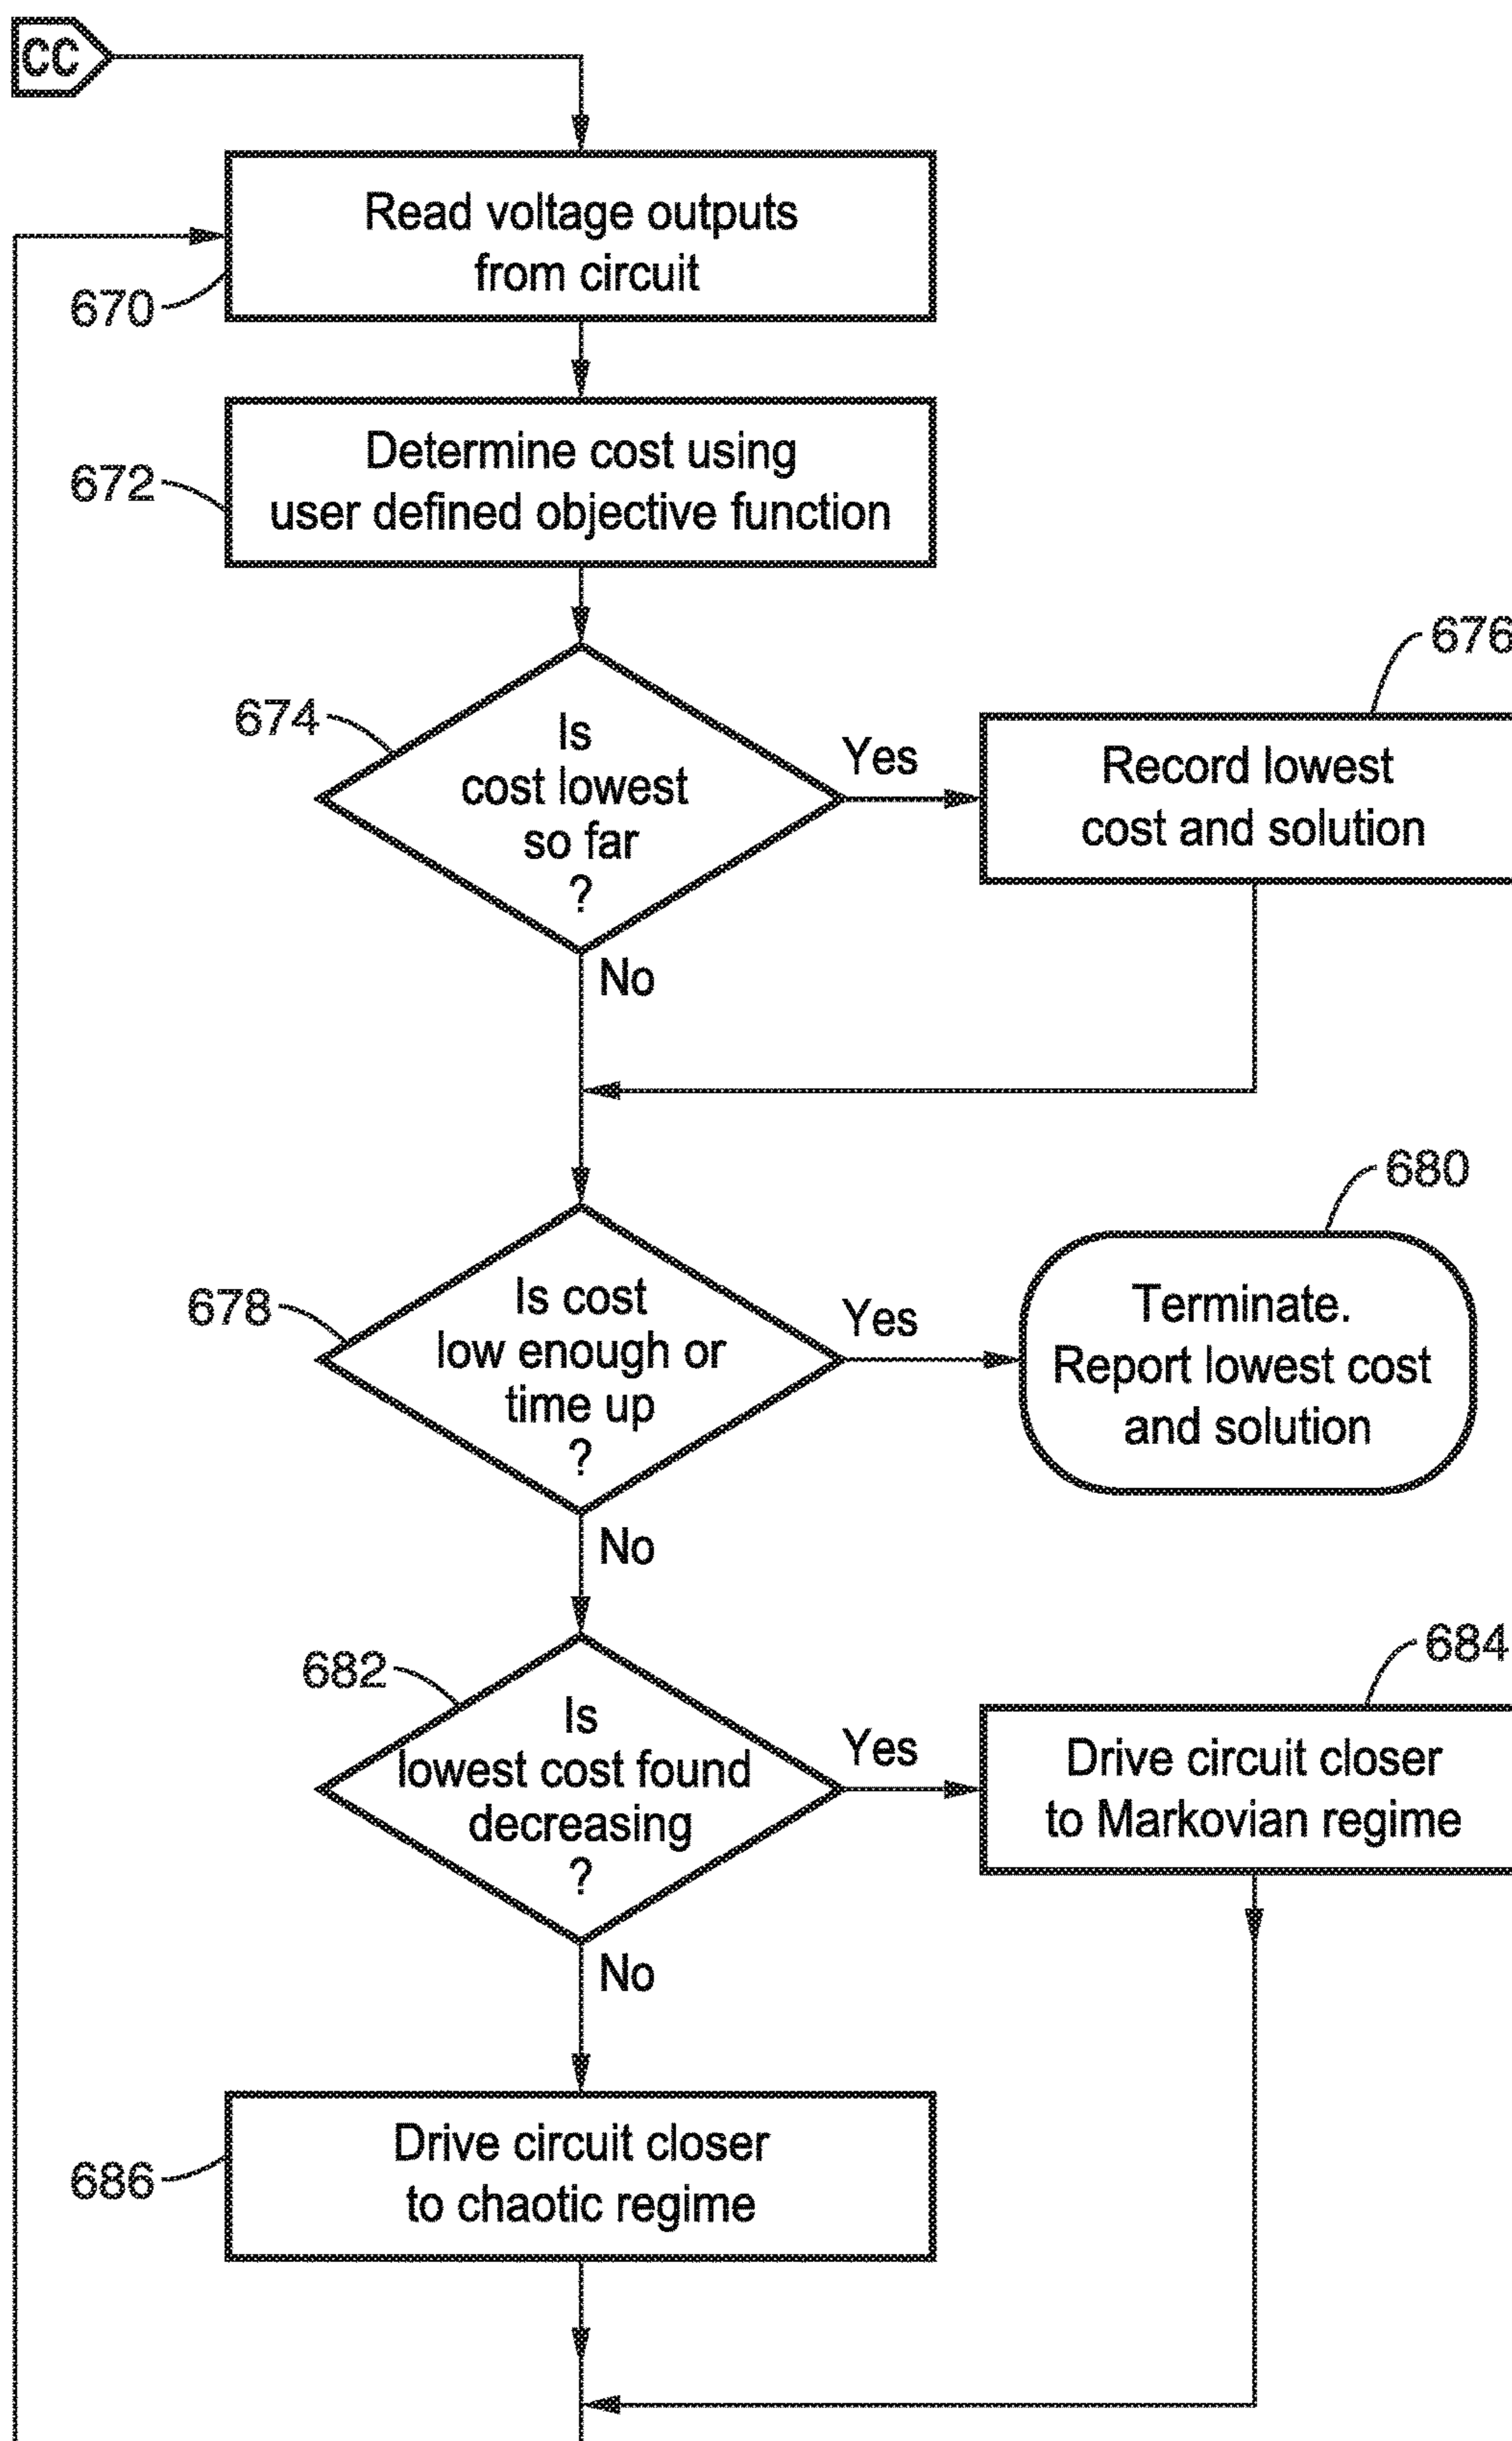 CC
Read voltage outputs
from circuit
670
Determine cost using
user defined objective function
672
676
674
Is
cost lowest
so far
?
Yes
Record lowest
cost and solution
No
680
678
Is cost
low enough or
time up
?
Yes
Terminate.
Report lowest cost
and solution
No
684
682
Is
lowest cost found
decreasing
?
Yes
Drive circuit closer
to Markovian regime
No
Drive circuit closer
to chaotic regime
686